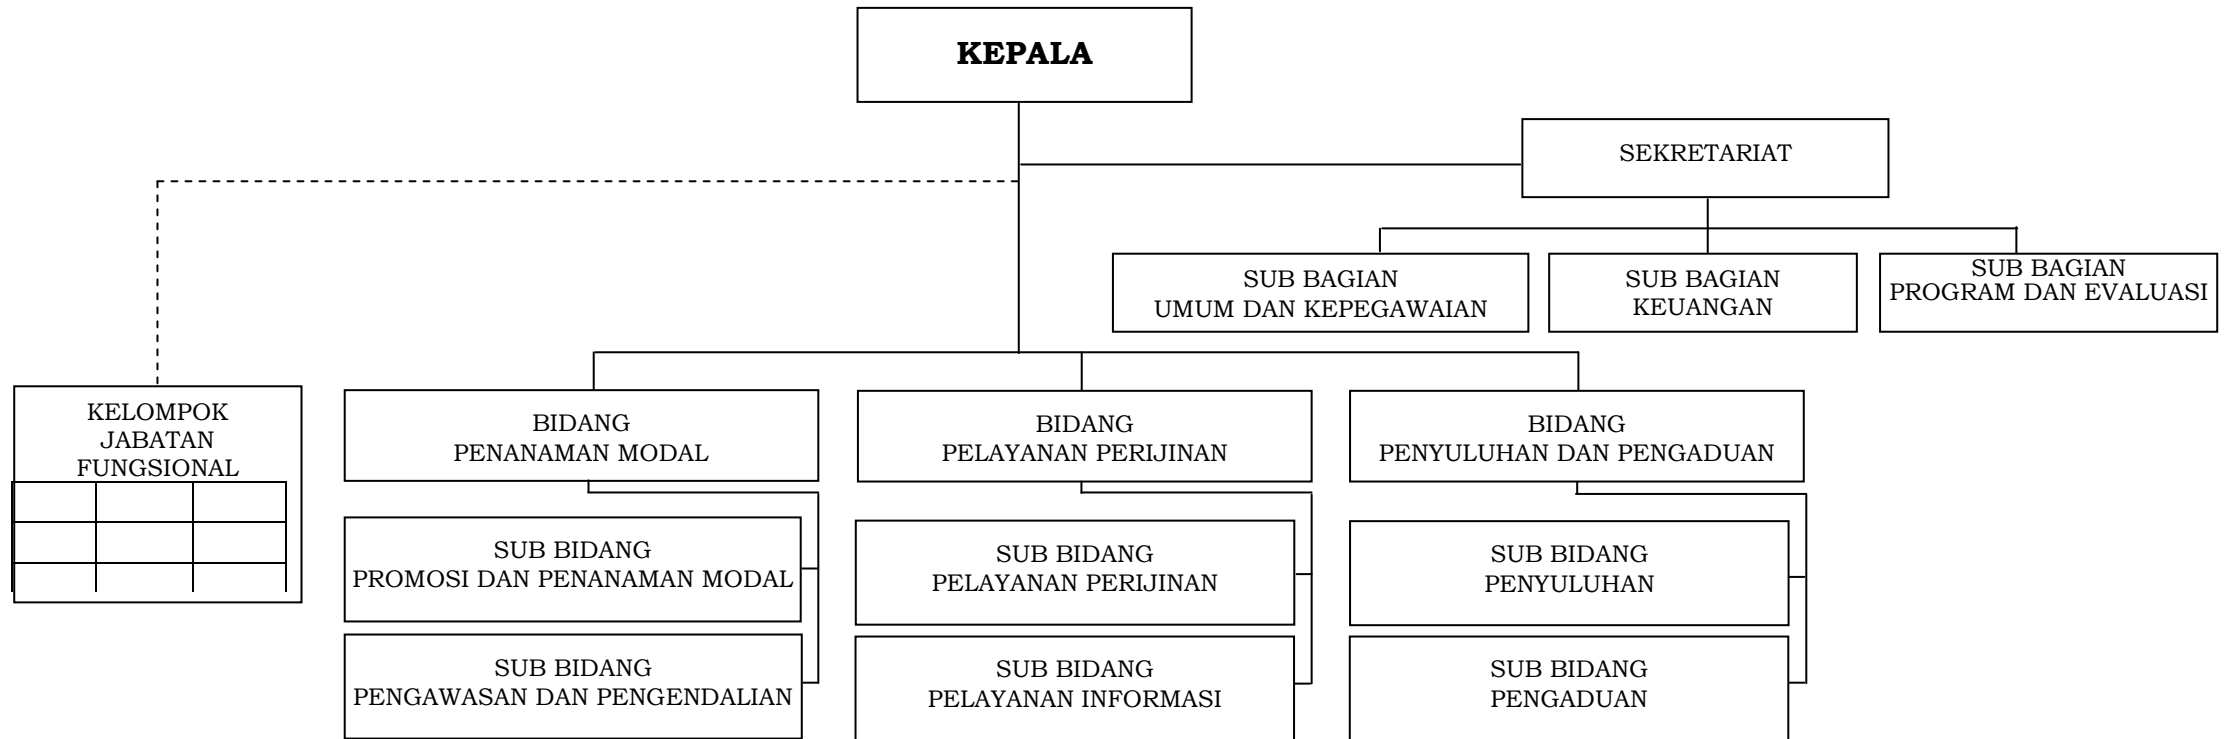 KEPALA
SEKRETARIAT
SUB BAGIAN
UMUM DAN KEPEGAWAIAN
SUB BAGIAN
KEUANGAN
SUB BAGIAN
PROGRAM DAN EVALUASI
KELOMPOK
JABATAN
FUNGSIONAL
BIDANG
PENANAMAN MODAL
BIDANG
PELAYANAN PERIJINAN
BIDANG
PENYULUHAN DAN PENGADUAN
SUB BIDANG
PROMOSI DAN PENANAMAN MODAL
SUB BIDANG
PELAYANAN PERIJINAN
SUB BIDANG
PENYULUHAN
SUB BIDANG
PENGAWASAN DAN PENGENDALIAN
SUB BIDANG
PELAYANAN INFORMASI
SUB BIDANG
PENGADUAN